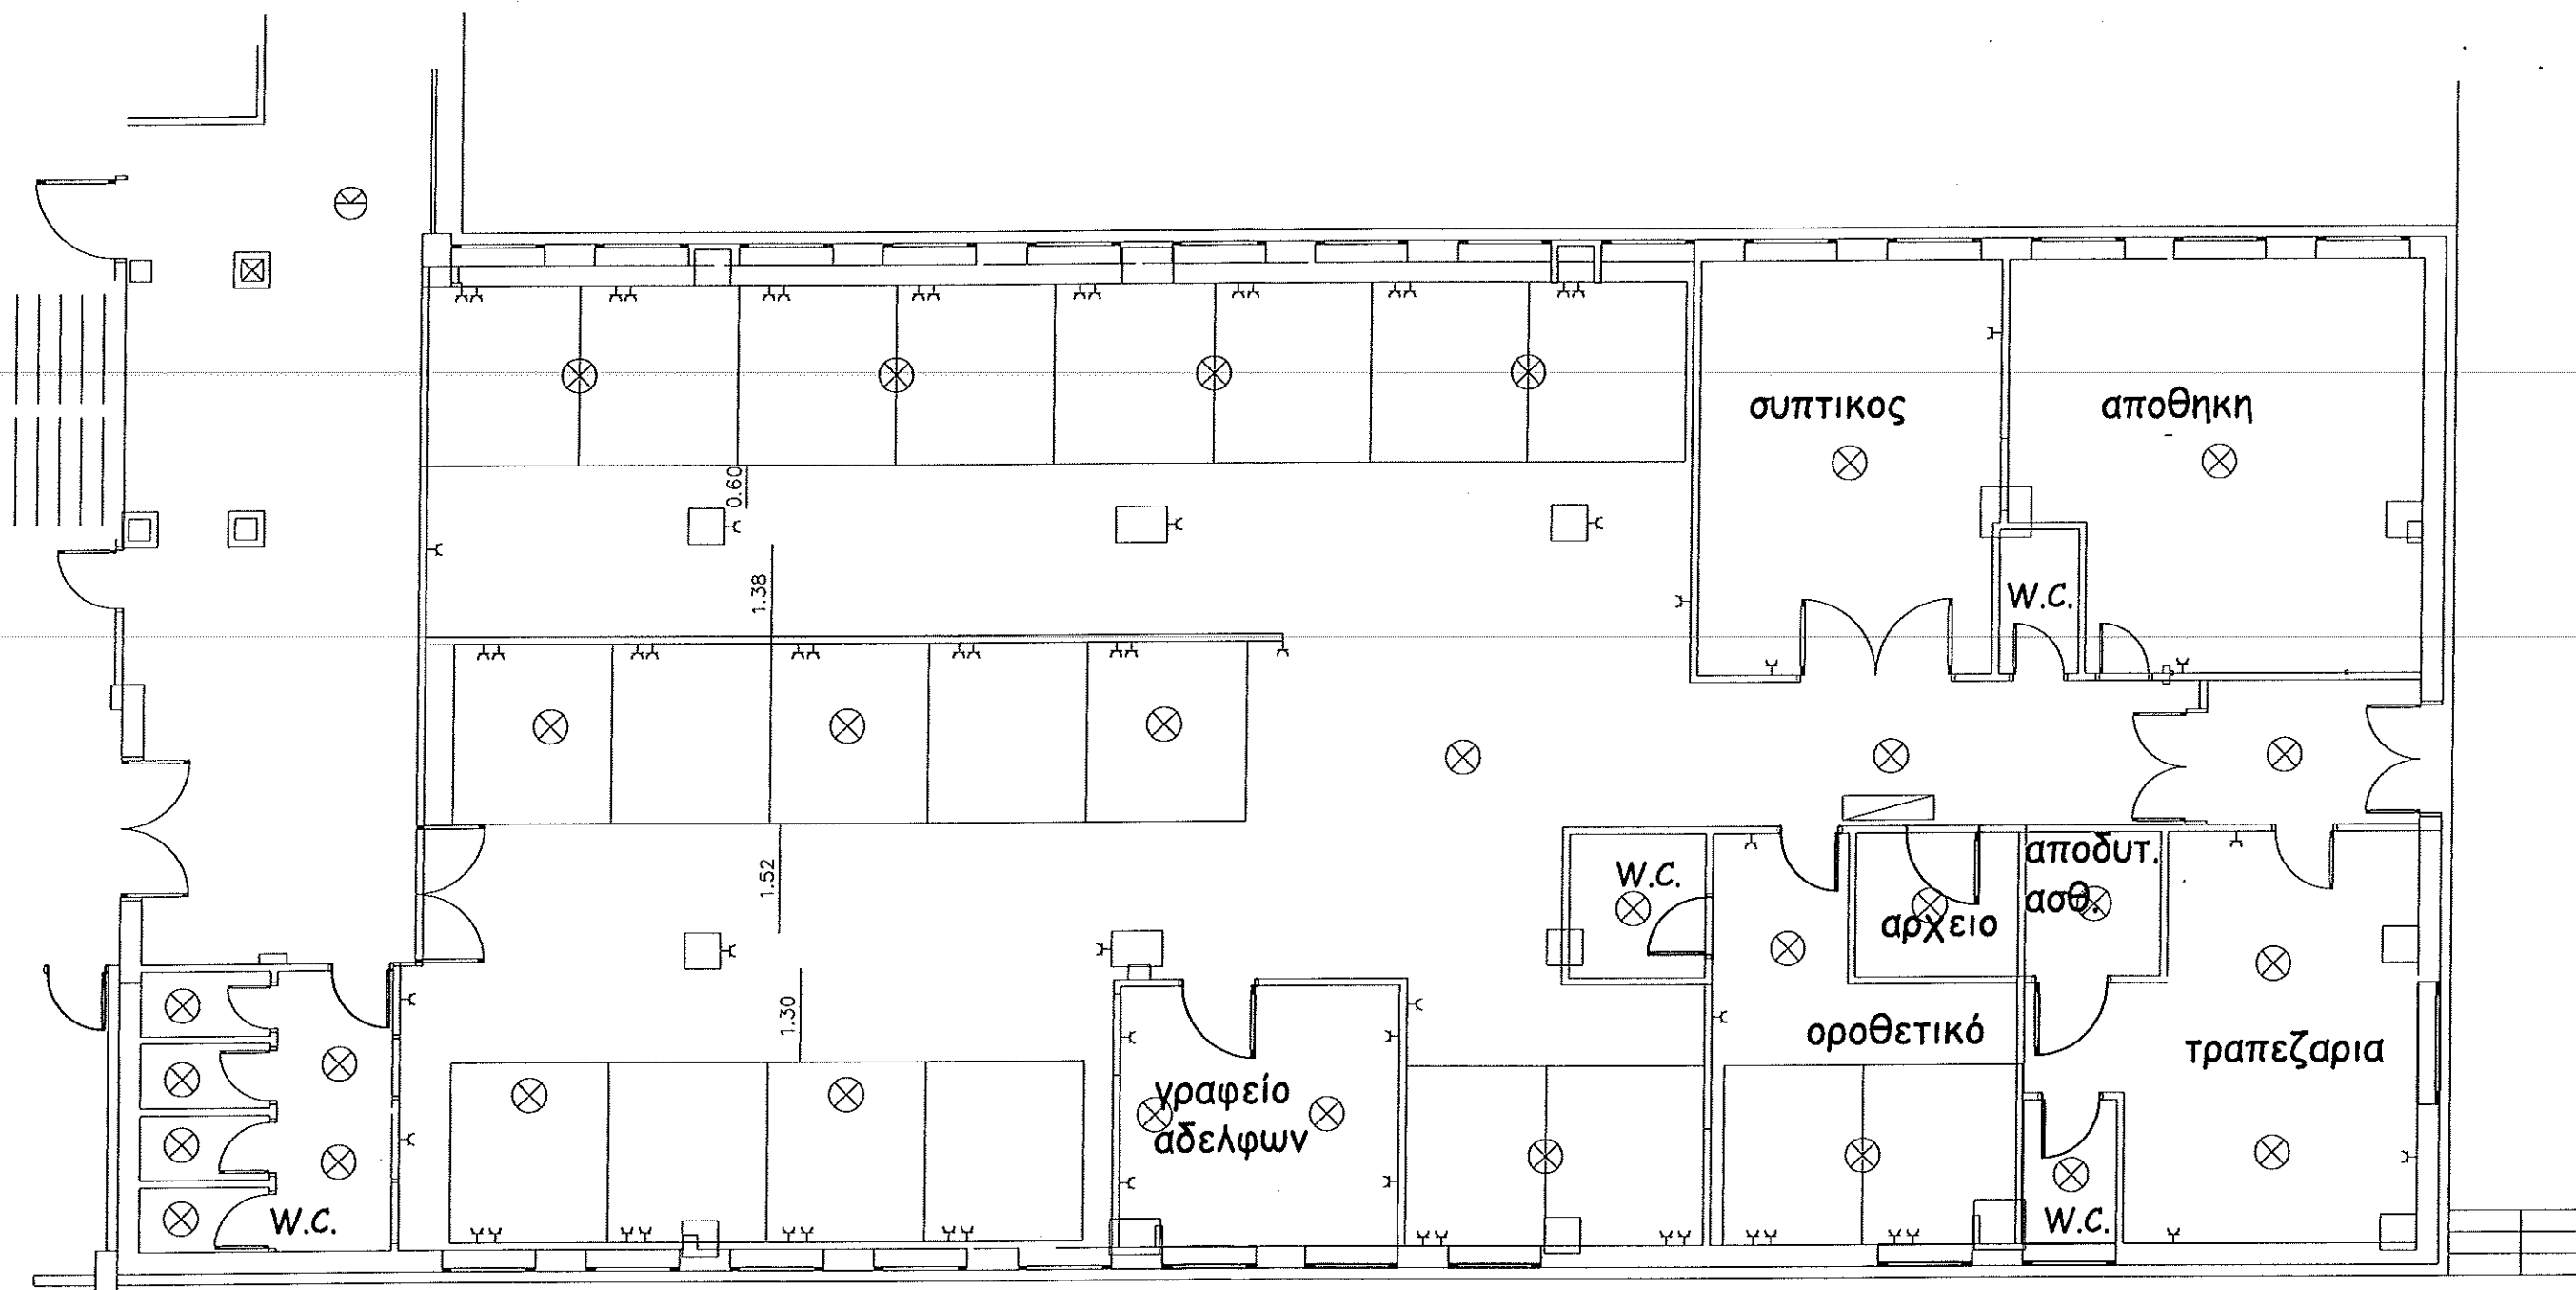 συπτικος
αποθηκη
0.60
1.38
W.C.
1.52
W.C.
αποδυτ.
ασθ.
αρχειο
1.30
οροθετικό
τραπεζαρια
γραφείο
αδελφων
W.C.
W.C.